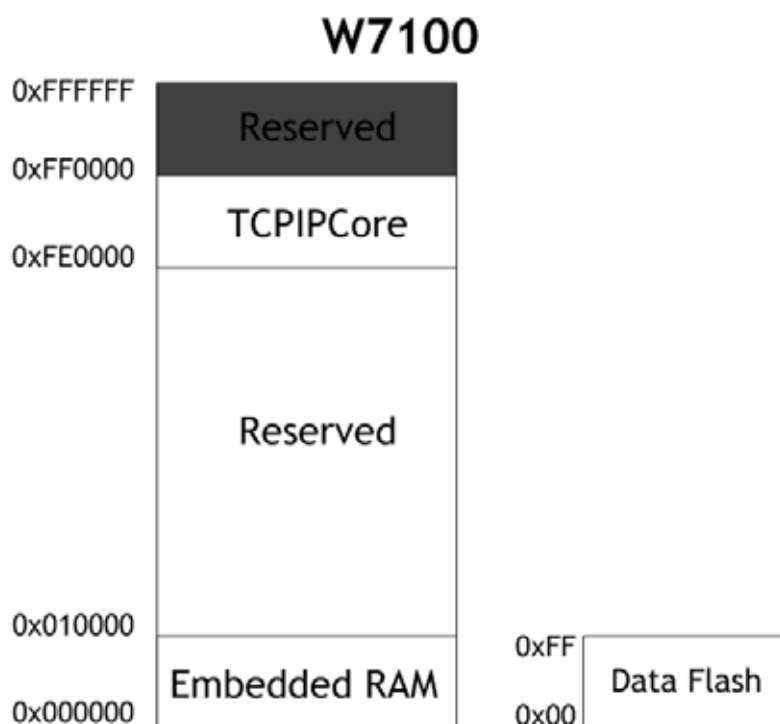 W7100
0xFFFFFF
Reserved
0xFF0000
TCPIPCore
0xFE0000
Reserved
0x010000
0xFF
Embedded RAM
Data Flash
0x000000
0x00